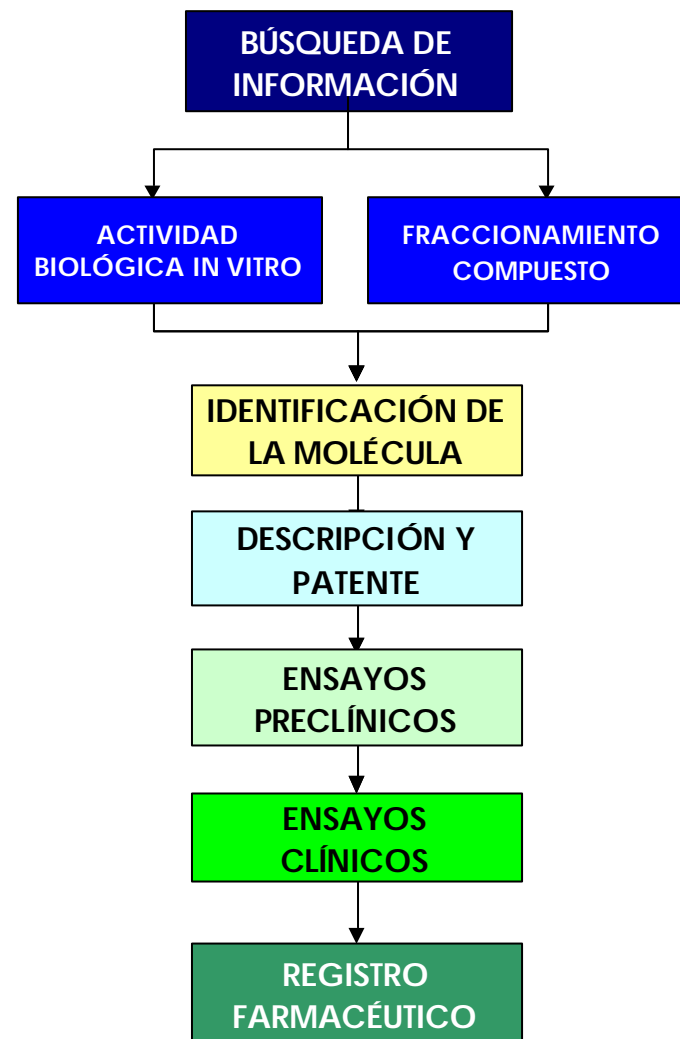 BÚSQUEDA DE
INFORMACIÓN
ACTIVIDAD
BIOLÓGICA IN VITRO
FRACCIONAMIENTO
COMPUESTO
IDENTIFICACIÓN DE
LA MOLÉCULA
DESCRIPCIÓN Y
PATENTE
ENSAYOS
PRECLÍNICOS
ENSAYOS
CLÍNICOS
REGISTRO
FARMACÉUTICO